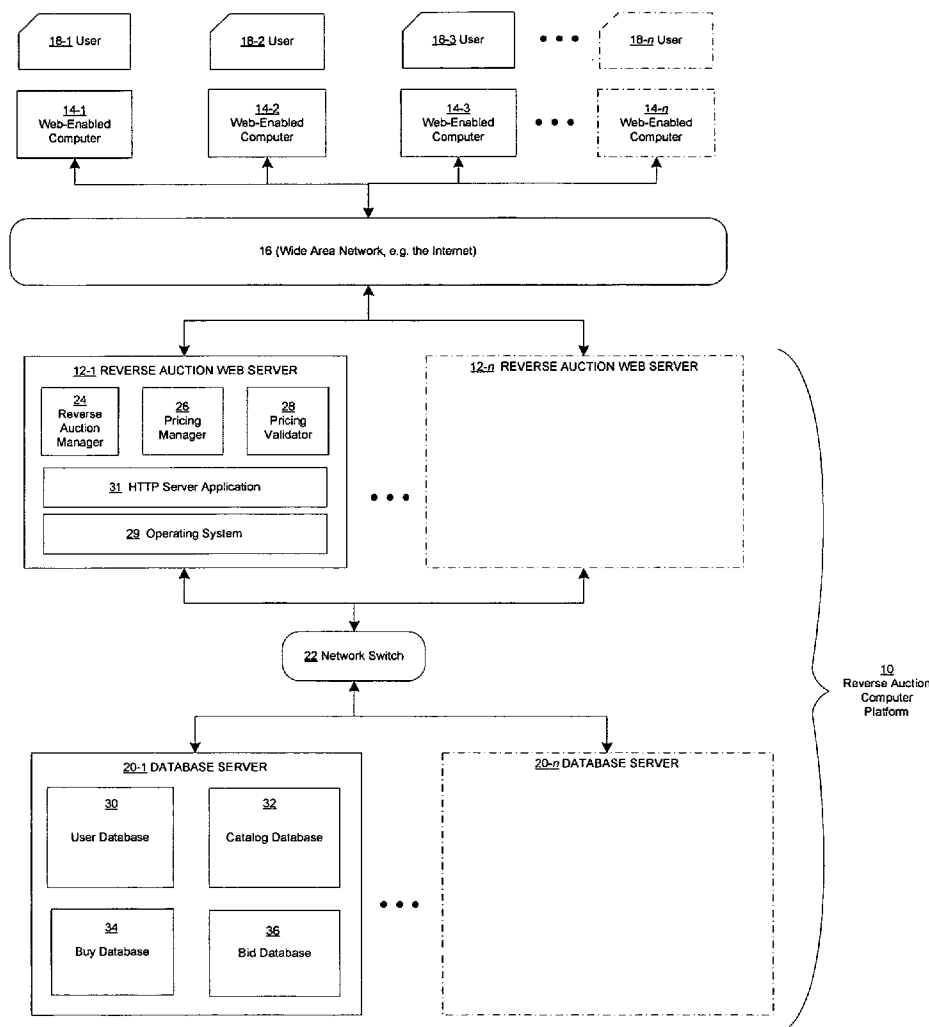 18-1 User
18-2 User
18-3 User
18-n User
14-1
Web-Enabled
Computer
14-2
Web-Enabled
Computer
14-3
Web-Enabled
Computer
14-n
Web-Enabled
Computer
16 (Wide Area Network, e.g. the Internet)
12-1 REVERSE AUCTION WEB SERVER
12-n REVERSE AUCTION WEB SERVER
24
Reverse
Auction
Manager
26
Pricing
Manager
28
Pricing
Validator
31 HTTP Server Application
29 Operating System
22 Network Switch
10
Reverse Auction
Computer
Platform
20-1 DATABASE SERVER
20-n DATABASE SERVER
30
User Database
32
Catalog Database
34
Buy Database
36
Bid Database